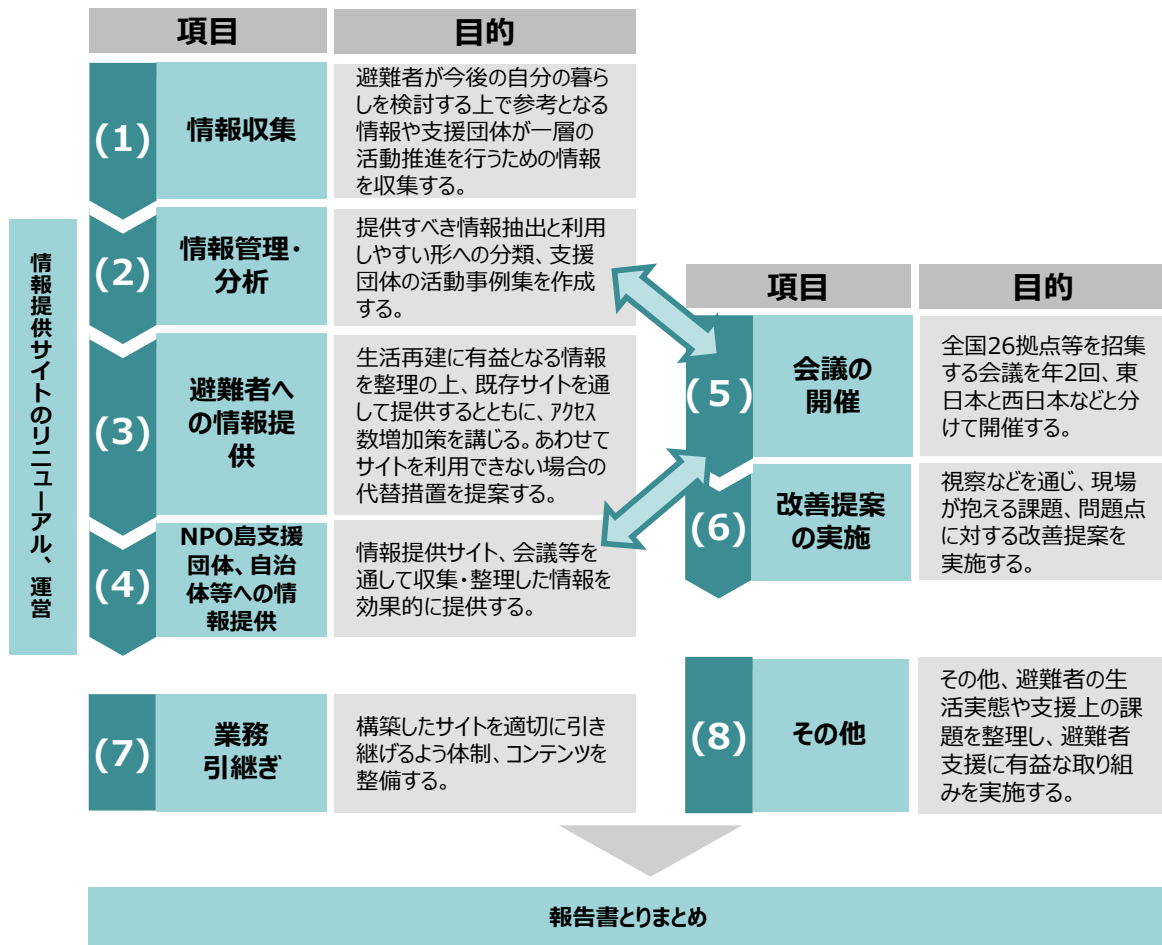 項目
目的
(1)
情報収集
避難者が今後の自分の暮ら
しを検討する上で参考となる
情報や支援団体が一層の
活動推進を行うための情報
を収集する。
情報提供サイトのリニューアル、運営
(2)
情報管理・
分析
提供すべき情報抽出と利用
しやすい形への分類、支援
団体の活動事例集を作成
する。
(3)
避難者へ
の情報提
供
生活再建に有益となる情報
を整理の上、既存サイトを通
して提供するとともに、アクセス
数増加策を講じる。あわせて
サイトを利用できない場合の
代替措置を提案する。
(4)
NPO島支援
団体、自治
体等への情
報提供
情報提供サイト、会議等を
通して収集・整理した情報を
効果的に提供する。
項目
目的
(5)
会議の
開催
全国26拠点等を招集
する会議を年2回、東
日本と西日本などと分
けて開催する。
(6)
改善提案
の実施
視察などを通じ、現場
が抱える課題、問題点
に対する改善提案を
実施する。
(7)
業務
引継ぎ
構築したサイトを適切に引き
継げるよう体制、コンテンツを
整備する。
(8)
その他
その他、避難者の生
活実態や支援上の課
題を整理し、避難者
支援に有益な取り組
みを実施する。
報告書とりまとめ